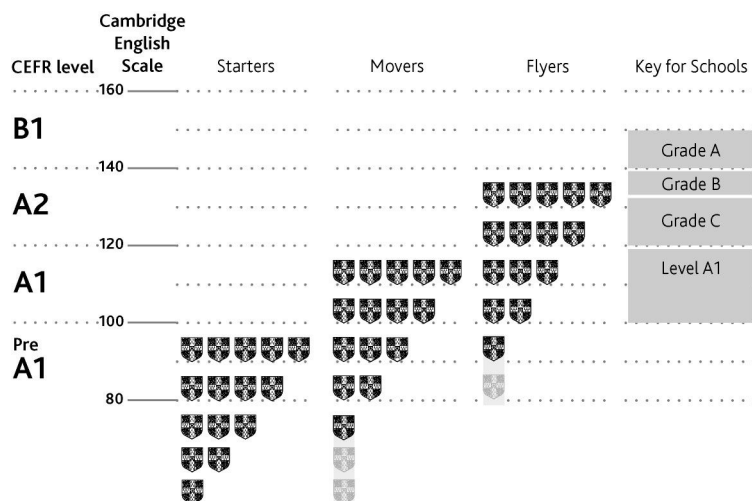 Cambridge
English
CEFR level Scale Starters Movers Flyers Key for Schools
160
B1
Grade A
140
Grade B
A2
Grade C
120
Level A1
A1
100
Pre
A1
80